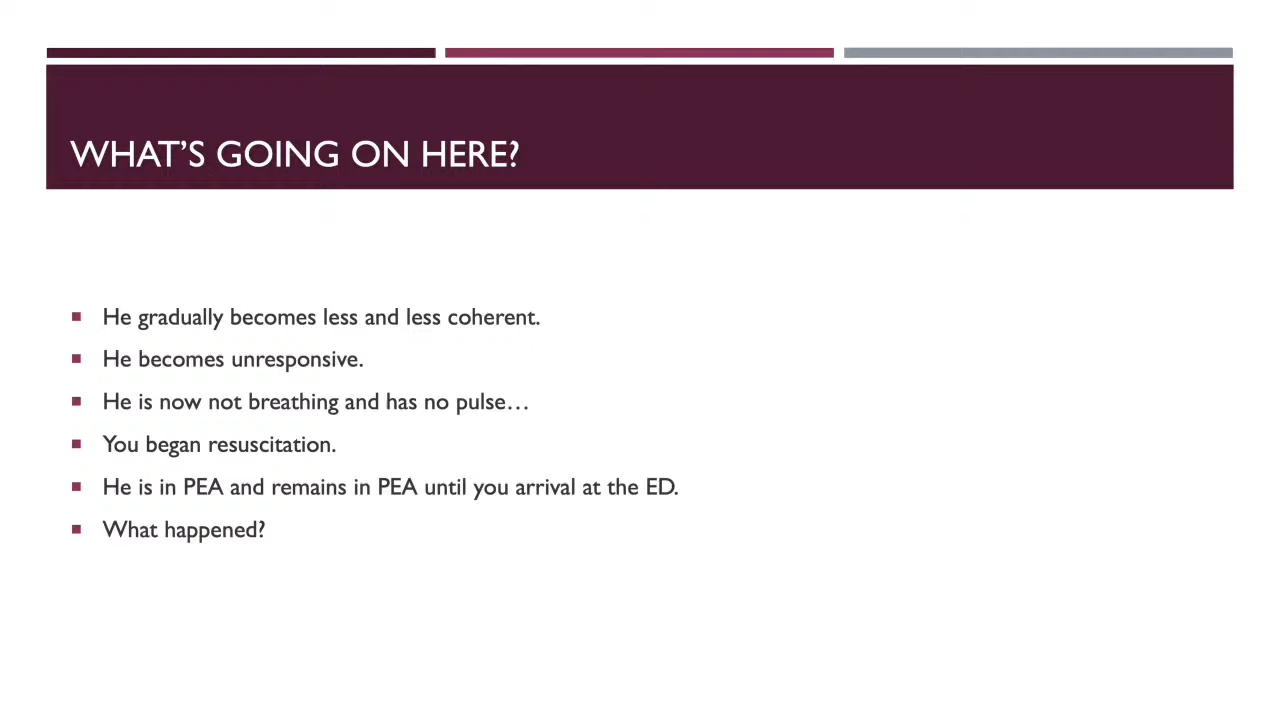 WHAT’S GOING ON HERE?
He gradually becomes less and less coherent.
He becomes unresponsive.
He is now not breathing and has no pulse…
You began resuscitation.
He is in PEA and remains in PEA until you arrival at the ED.
What happened?